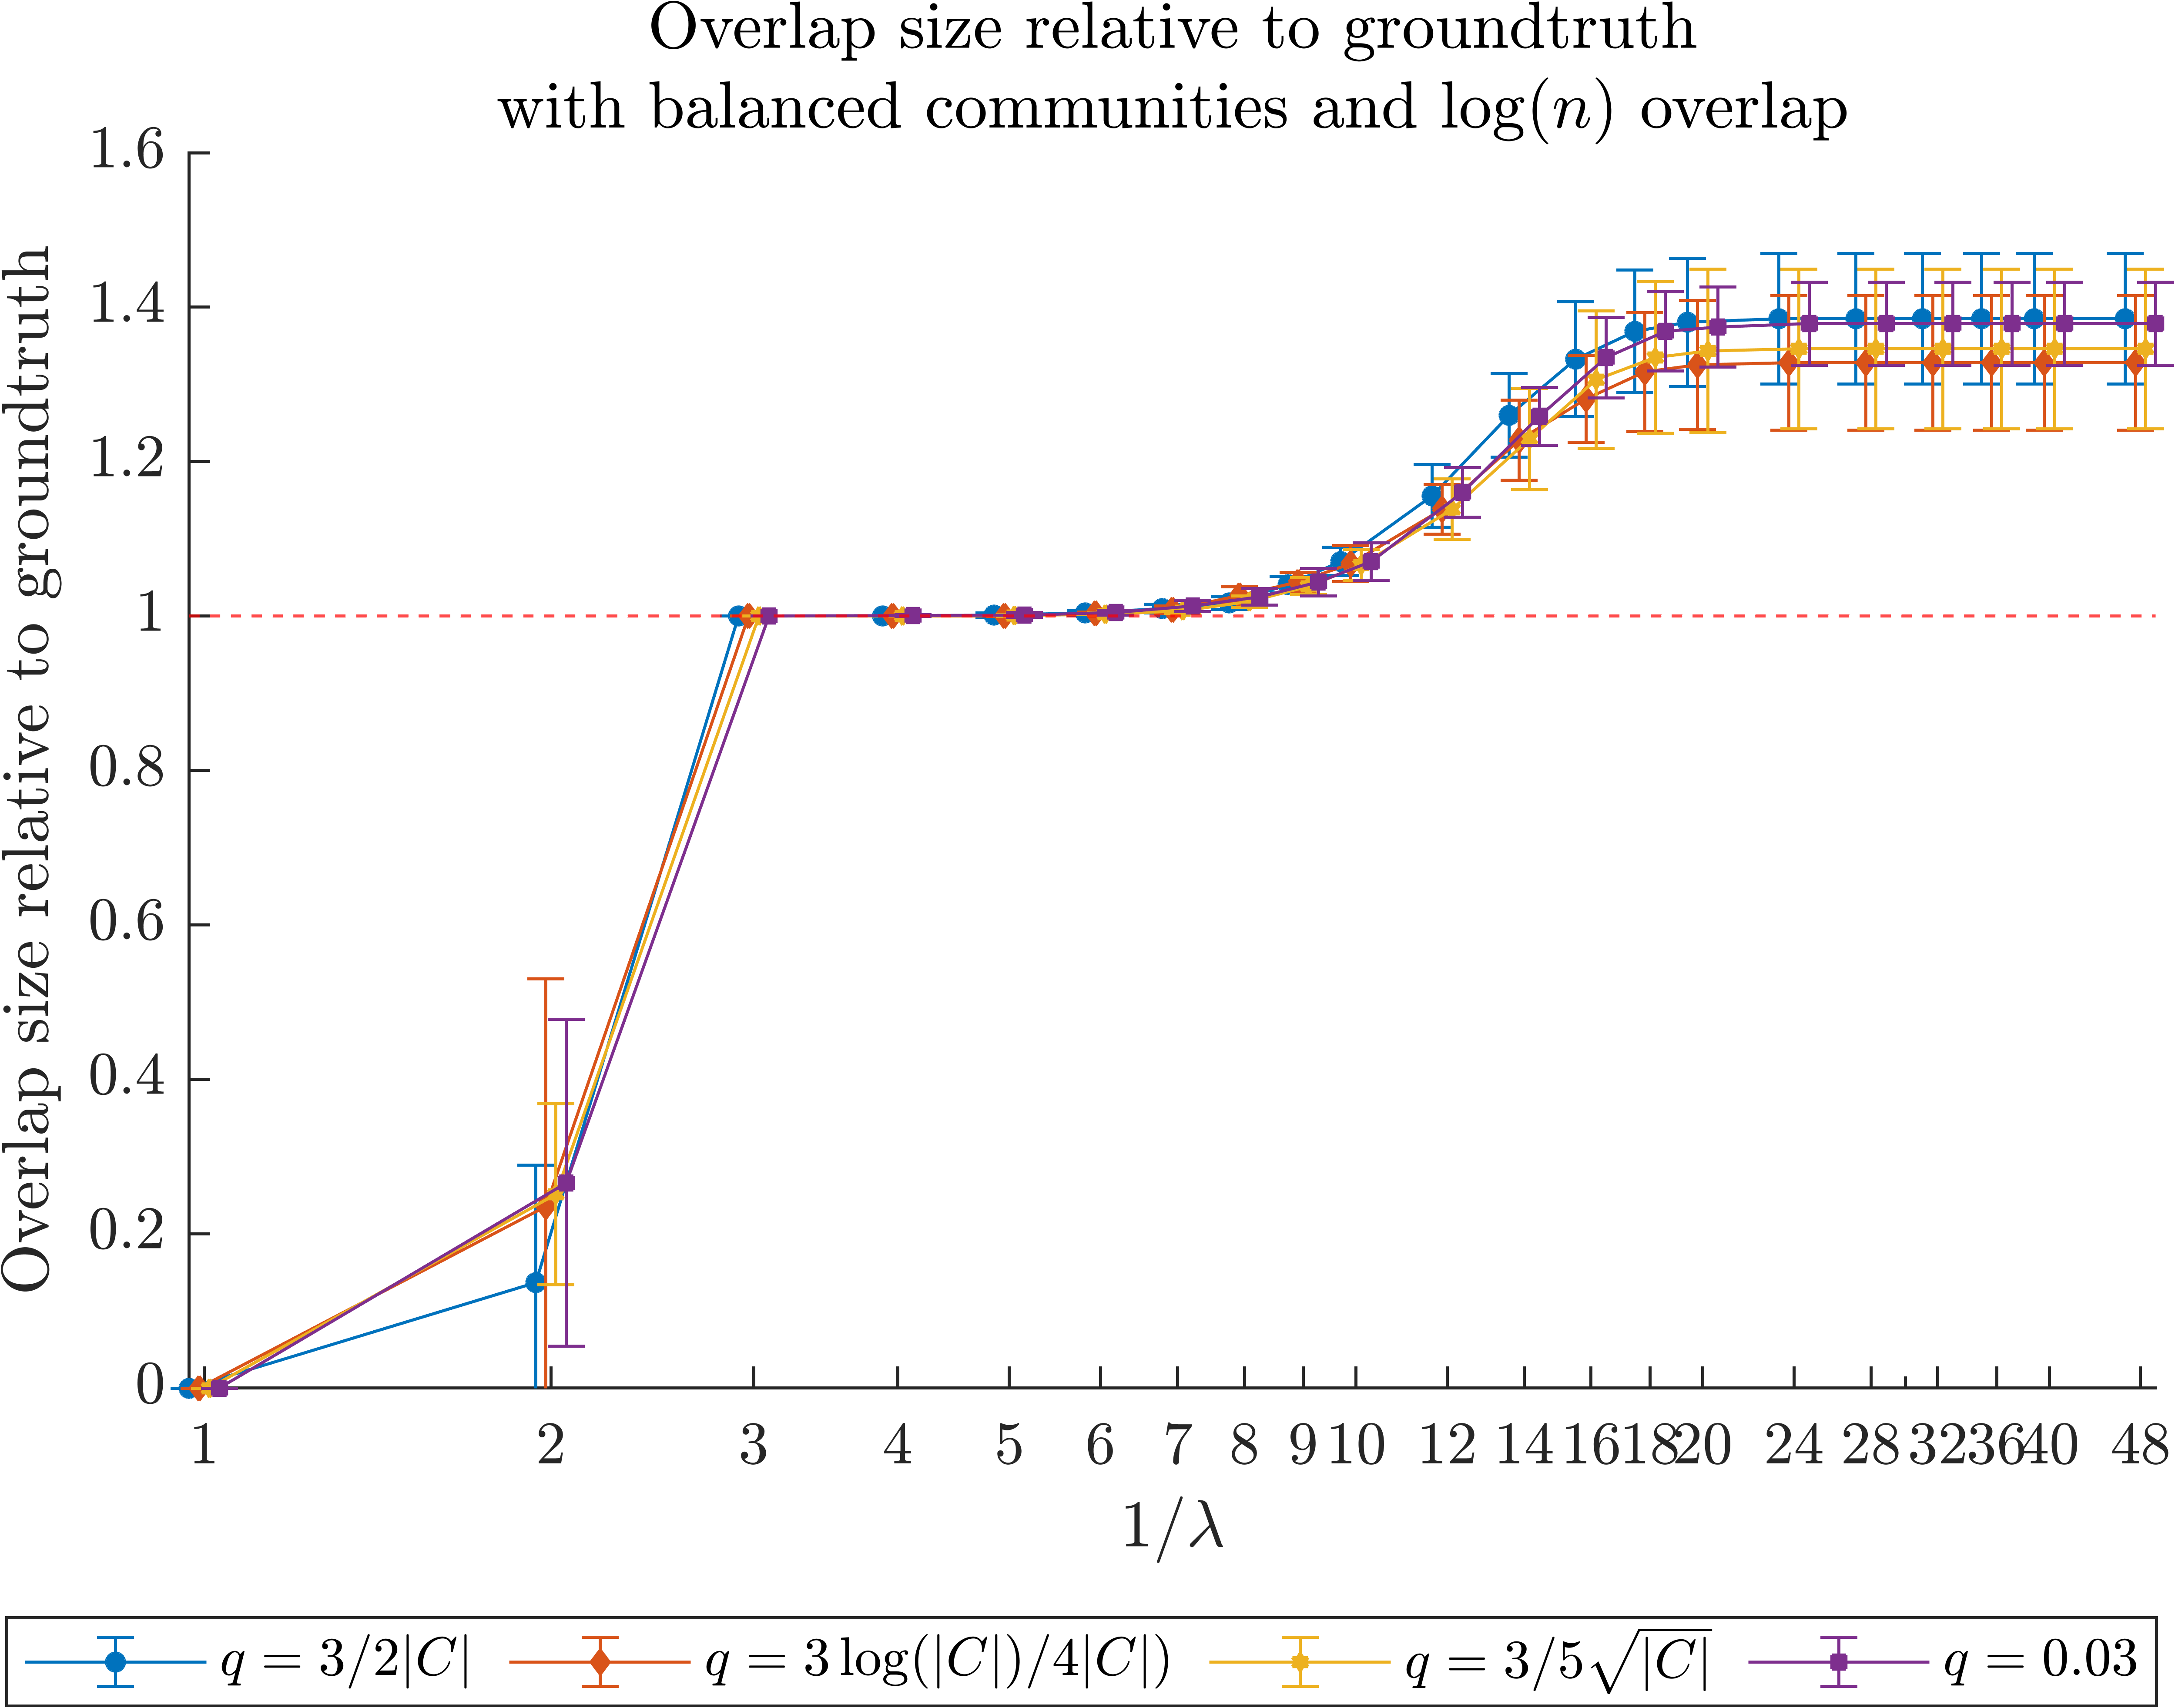 Overlap size relative to groundtruth
with balanced communities and log(n) overlap
Overlap size relative to groundtruth
1.6
1.4
1.2
1
0.8
0.6
0.4
0.2
0
1 2 3 4 5 6 7 8 9 10 12 14 16 18 20 24 28 32 36 40 48
1/λ
q = 3/2|C| q = 3 log(|C|)/4|C|) q = 3/5√|C| q = 0.03